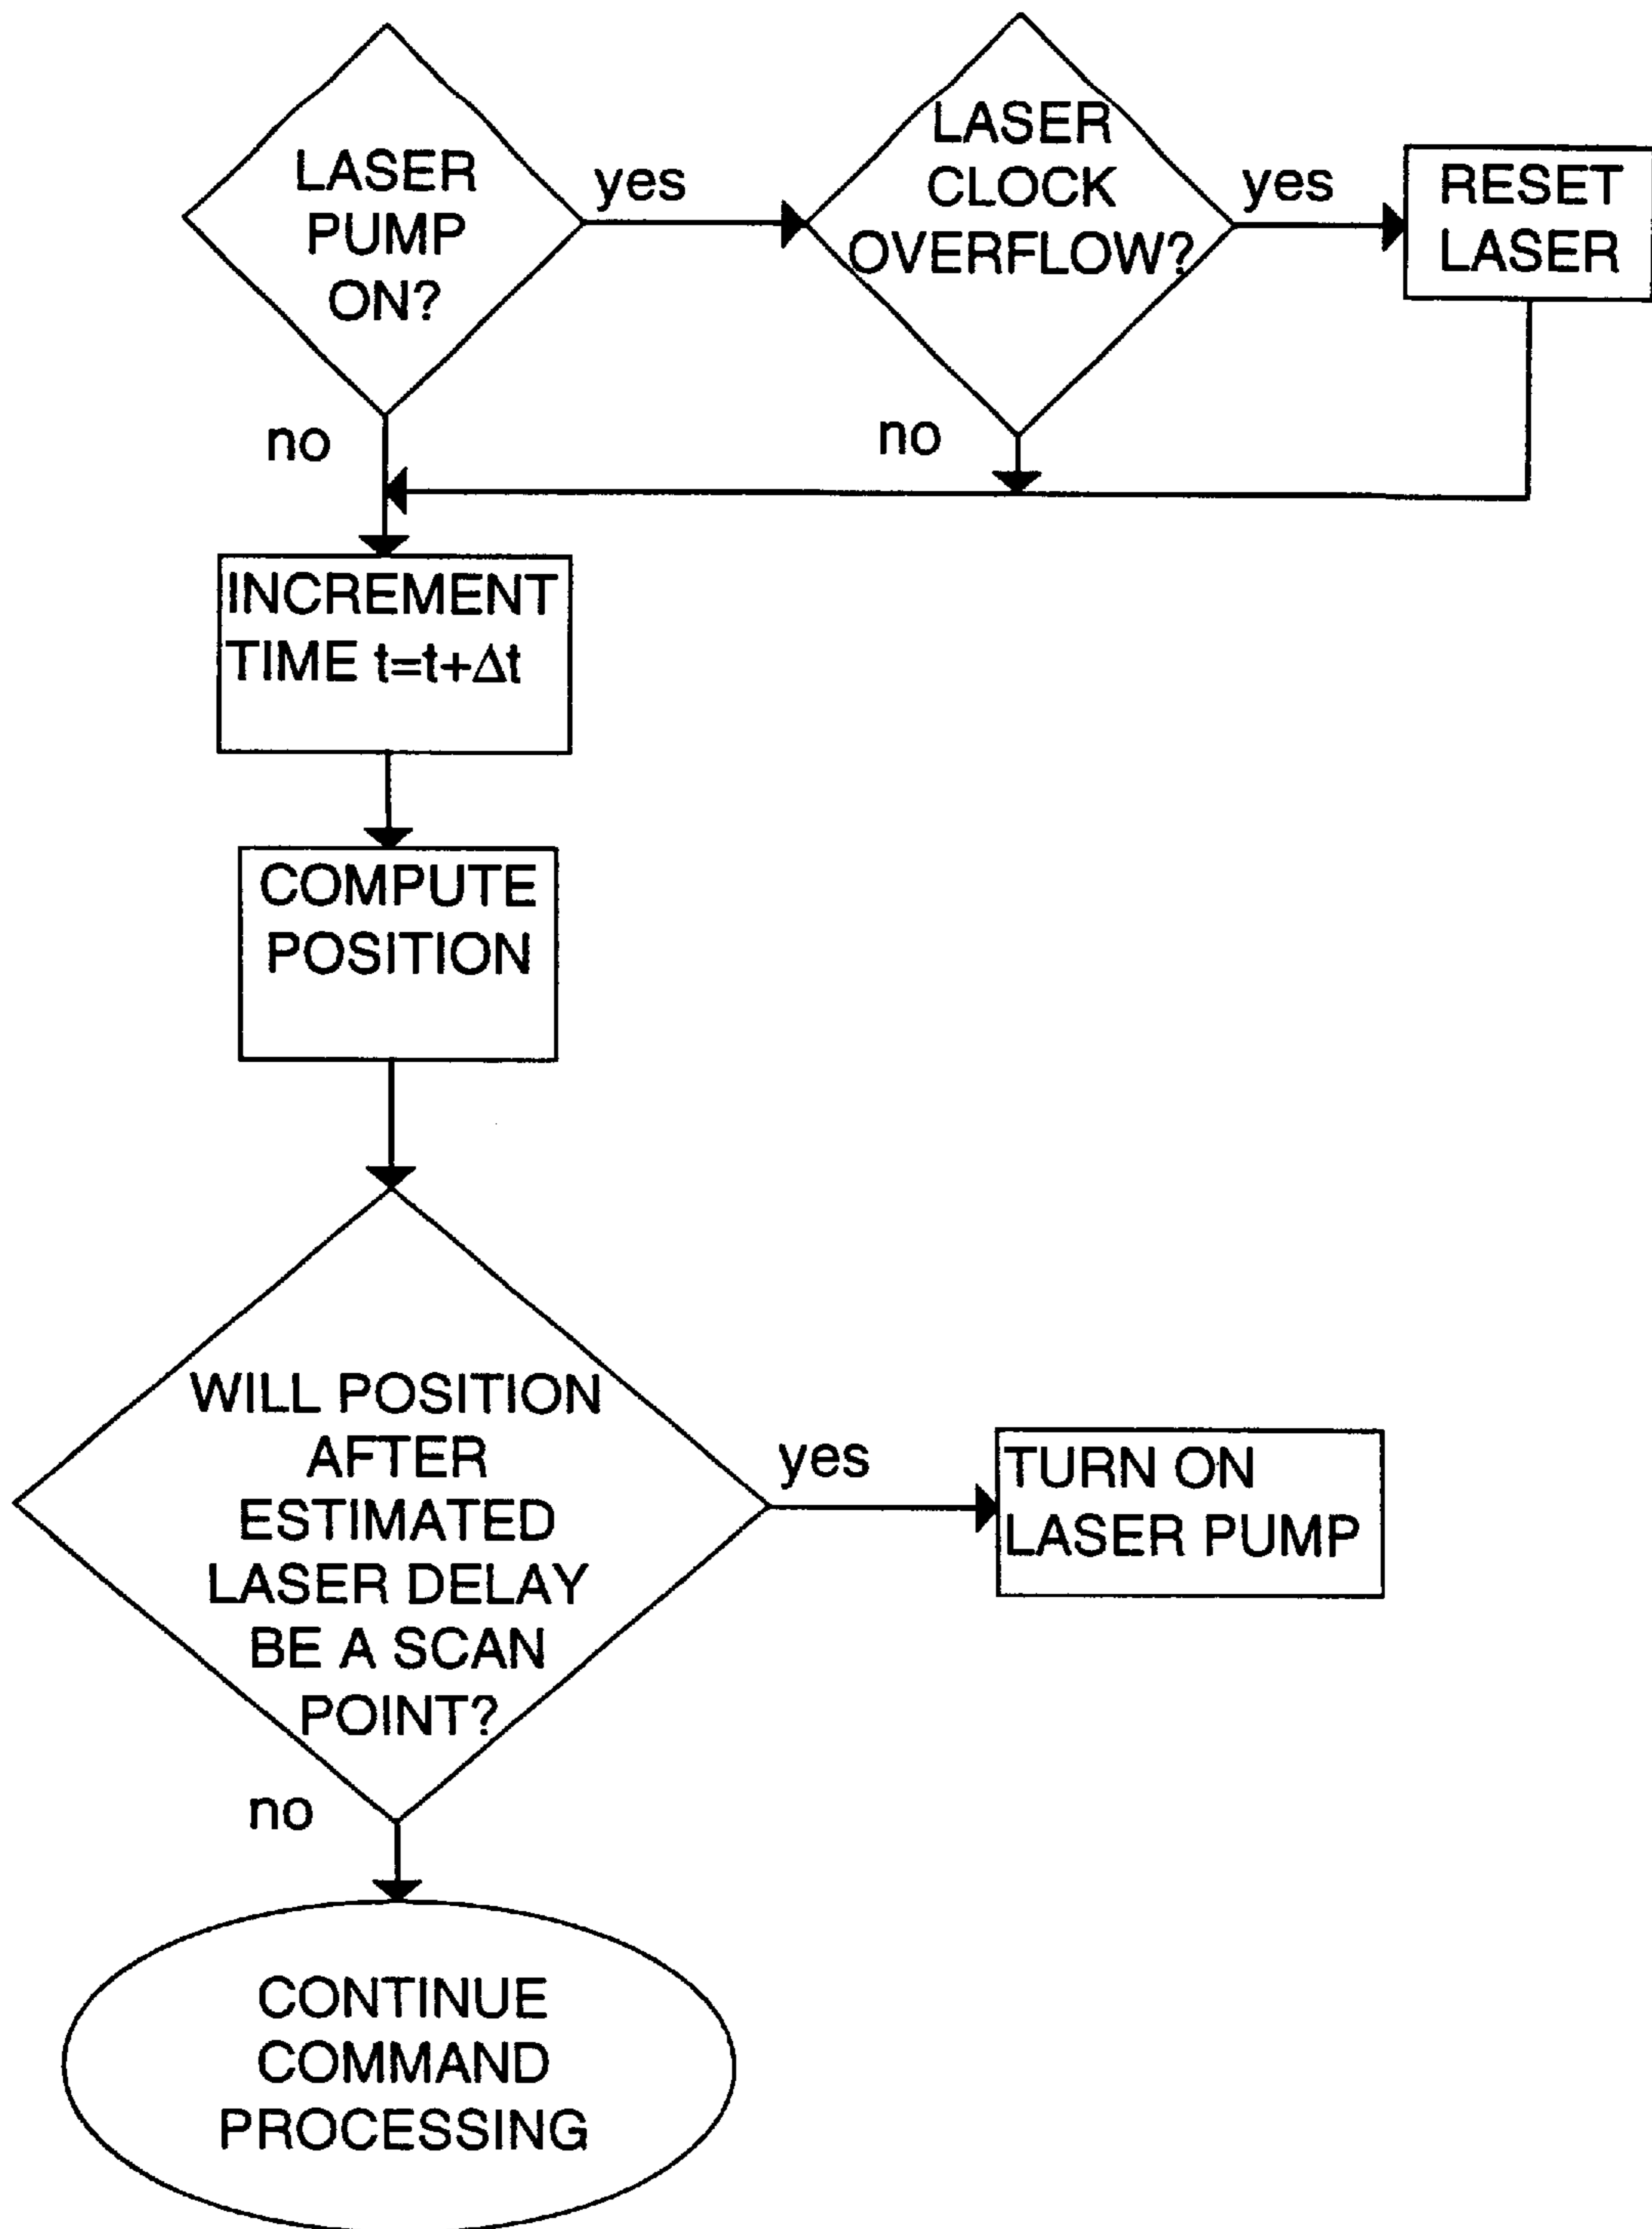 LASER
PUMP
ON?
yes
LASER
CLOCK
OVERFLOW?
yes
RESET
LASER
no
no
INCREMENT
TIME t=t+Δt
COMPUTE
POSITION
WILL POSITION
AFTER
ESTIMATED
LASER DELAY
BE A SCAN
POINT?
yes
TURN ON
LASER PUMP
no
CONTINUE
COMMAND
PROCESSING